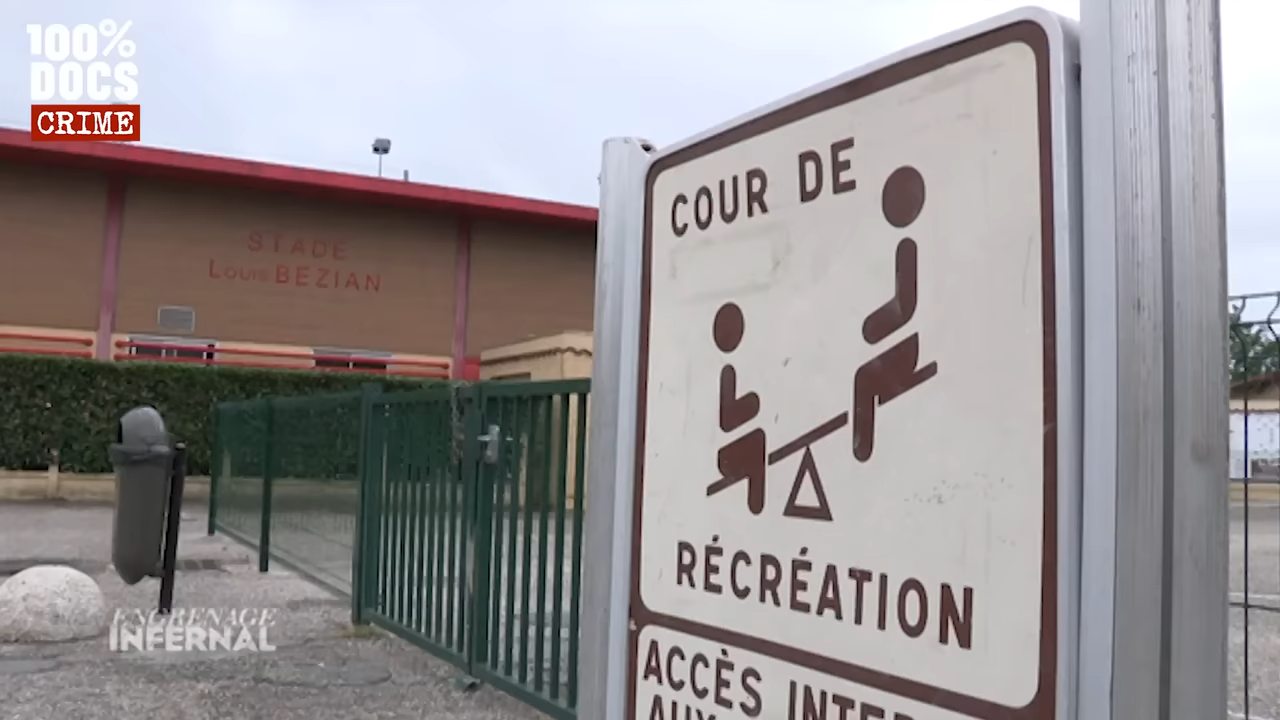 100%
DOCS
CRIME
STADE
Louis BEZIAN
COUR DE
RÉCRÉATION
ACCÈS
ENGRENAGE
INFERNAL